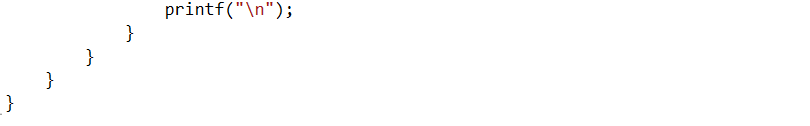 printf("\n");
            }
        }
    }
}